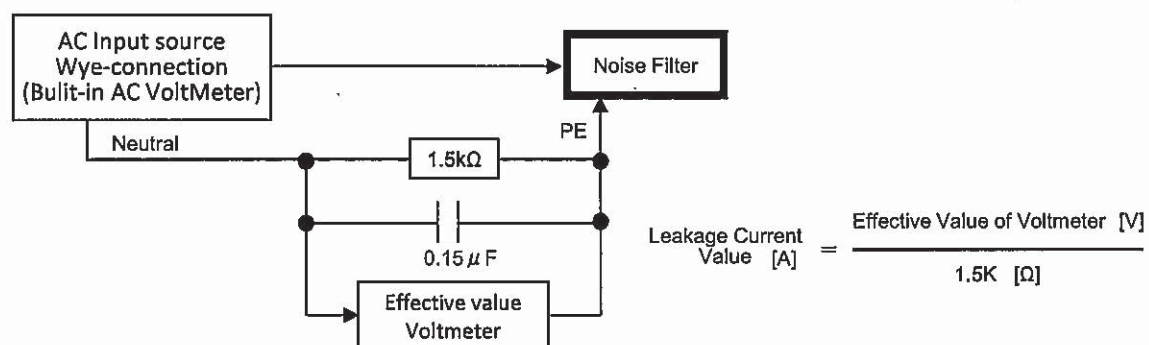 AC Input source
Wye-connection
(Bulit-in AC VoltMeter)
Noise Filter
PE
Neutral
1.5kΩ
0.15μF
Effective value
Voltmeter
Leakage Current
Value [A]
=
Effective Value of Voltmeter [V]
1.5K [Ω]